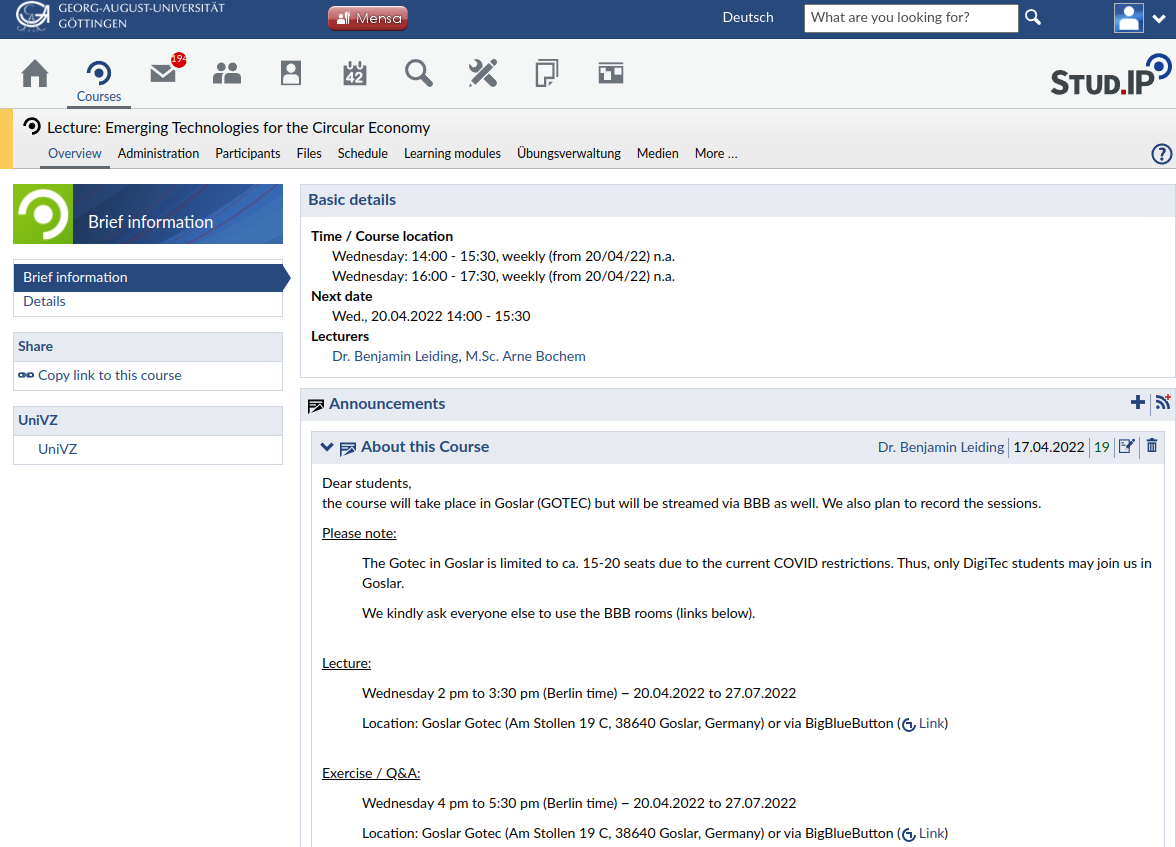 GEORG-AUGUST-UNIVERSITÄT
GÖTTINGEN
Mensa
Deutsch
What are you looking for?
194
42
Courses
STUD.IP
Lecture: Emerging Technologies for the Circular Economy
Overview Administration Participants Files Schedule Learning modules Übungsverwaltung Medien More ...
?
Brief information
Brief information
Details
Share
Copy link to this course
UniVZ
UniVZ
Basic details
Time / Course location
Wednesday: 14:00 - 15:30, weekly (from 20/04/22) n.a.
Wednesday: 16:00 - 17:30, weekly (from 20/04/22) n.a.
Next date
Wed., 20.04.2022 14:00 - 15:30
Lecturers
Dr. Benjamin Leiding, M.Sc. Arne Bochem
Announcements
About this Course Dr. Benjamin Leiding 17.04.2022 19
Dear students,
the course will take place in Goslar (GOTEC) but will be streamed via BBB as well. We also plan to record the sessions.
Please note:
The Gotec in Goslar is limited to ca. 15-20 seats due to the current COVID restrictions. Thus, only DigiTec students may join us in
Goslar.
We kindly ask everyone else to use the BBB rooms (links below).
Lecture:
Wednesday 2 pm to 3:30 pm (Berlin time) – 20.04.2022 to 27.07.2022
Location: Goslar Gotec (Am Stollen 19 C, 38640 Goslar, Germany) or via BigBlueButton (Link)
Exercise / Q&A:
Wednesday 4 pm to 5:30 pm (Berlin time) – 20.04.2022 to 27.07.2022
Location: Goslar Gotec (Am Stollen 19 C, 38640 Goslar, Germany) or via BigBlueButton (Link)